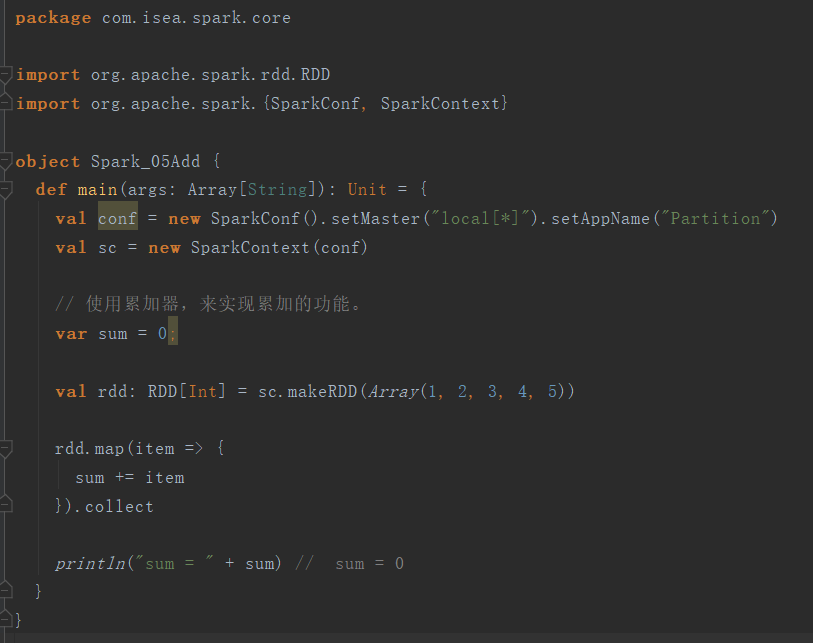 package com.isea.spark.core
import org.apache.spark.rdd.RDD
import org.apache.spark.{SparkConf, SparkContext}
object Spark_05Add {
def main(args: Array[String]): Unit = {
val conf = new SparkConf().setMaster("local[*]").setAppName("Partition")
val sc = new SparkContext(conf)
// 使用累加器，来实现累加的功能。
var sum = 0;
val rdd: RDD[Int] = sc.makeRDD(Array(1, 2, 3, 4, 5))
rdd.map(item => {
sum += item
}).collect
println("sum = " + sum) //  sum = 0
}
}